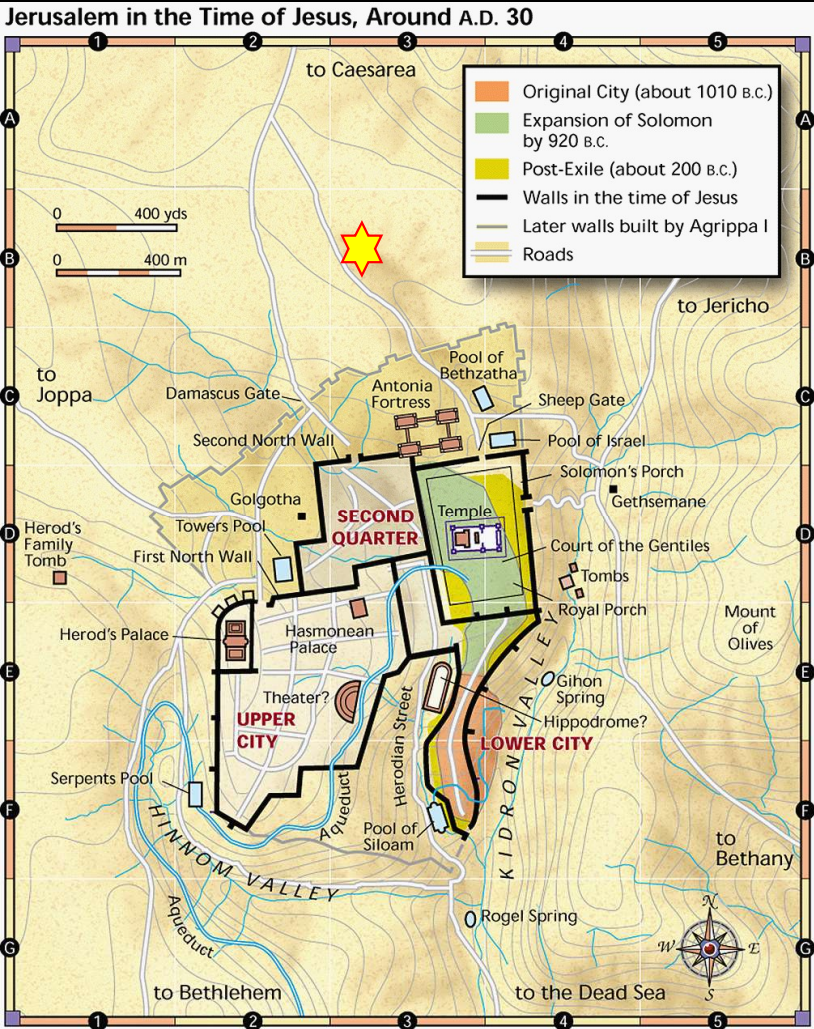 Jerusalem in the Time of Jesus, Around A.D. 30
1 2 3 4 5
to Caesarea
Original City (about 1010 B.C.)
Expansion of Solomon
by 920 B.C.
Post-Exile (about 200 B.C.)
Walls in the time of Jesus
Later walls built by Agrippa I
Roads
A A
0 400 yds
0 400 m
B B
to Jericho
to
Joppa
Pool of
Bethzatha
Antonia
Fortress
Damascus Gate
Sheep Gate
C C
Second North Wall
Pool of Israel
Solomon's Porch
Golgotha
Gethsemane
Temple
Towers Pool
SECOND
QUARTER
D D
Herod's
Family
Tomb
First North Wall
Court of the Gentiles
Tombs
Royal Porch
Herod's Palace
Hasmonean
Palace
Mount
of
Olives
E E
Gihon
Spring
Theater?
UPPER
CITY
Herodian Street
Hippodrome?
LOWER CITY
KIDRON VALLEY
Serpents Pool
Aqueduct
F F
Pool of
Siloam
HINNOM VALLEY
to
Bethany
Aqueduct
Rogel Spring
N
W E
S
G G
to Bethlehem
to the Dead Sea
1 2 3 4 5